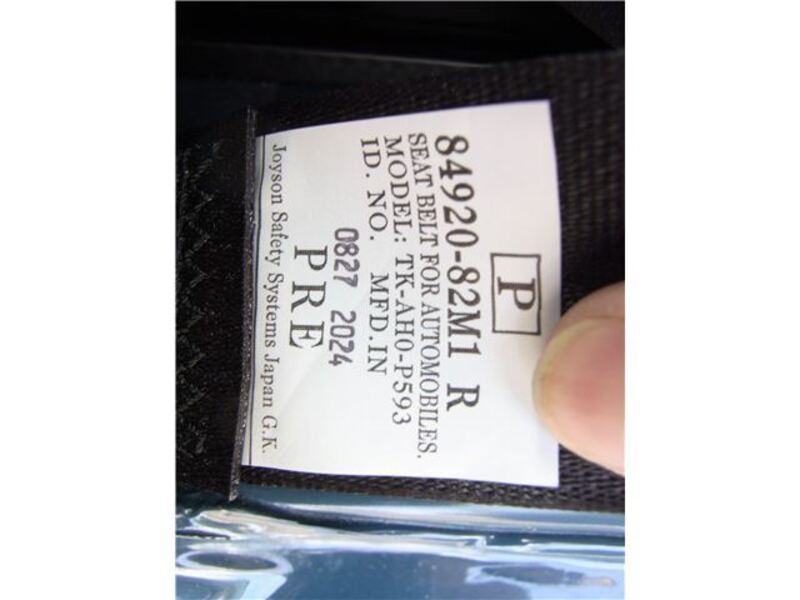 P
84920-82M1 R
SEAT BELT FOR AUTOMOBILES.
MODEL: TK-AH0-P593
ID. NO. MFD.IN
0827 2024
PRE
Joyson Safety Systems Japan G.K.